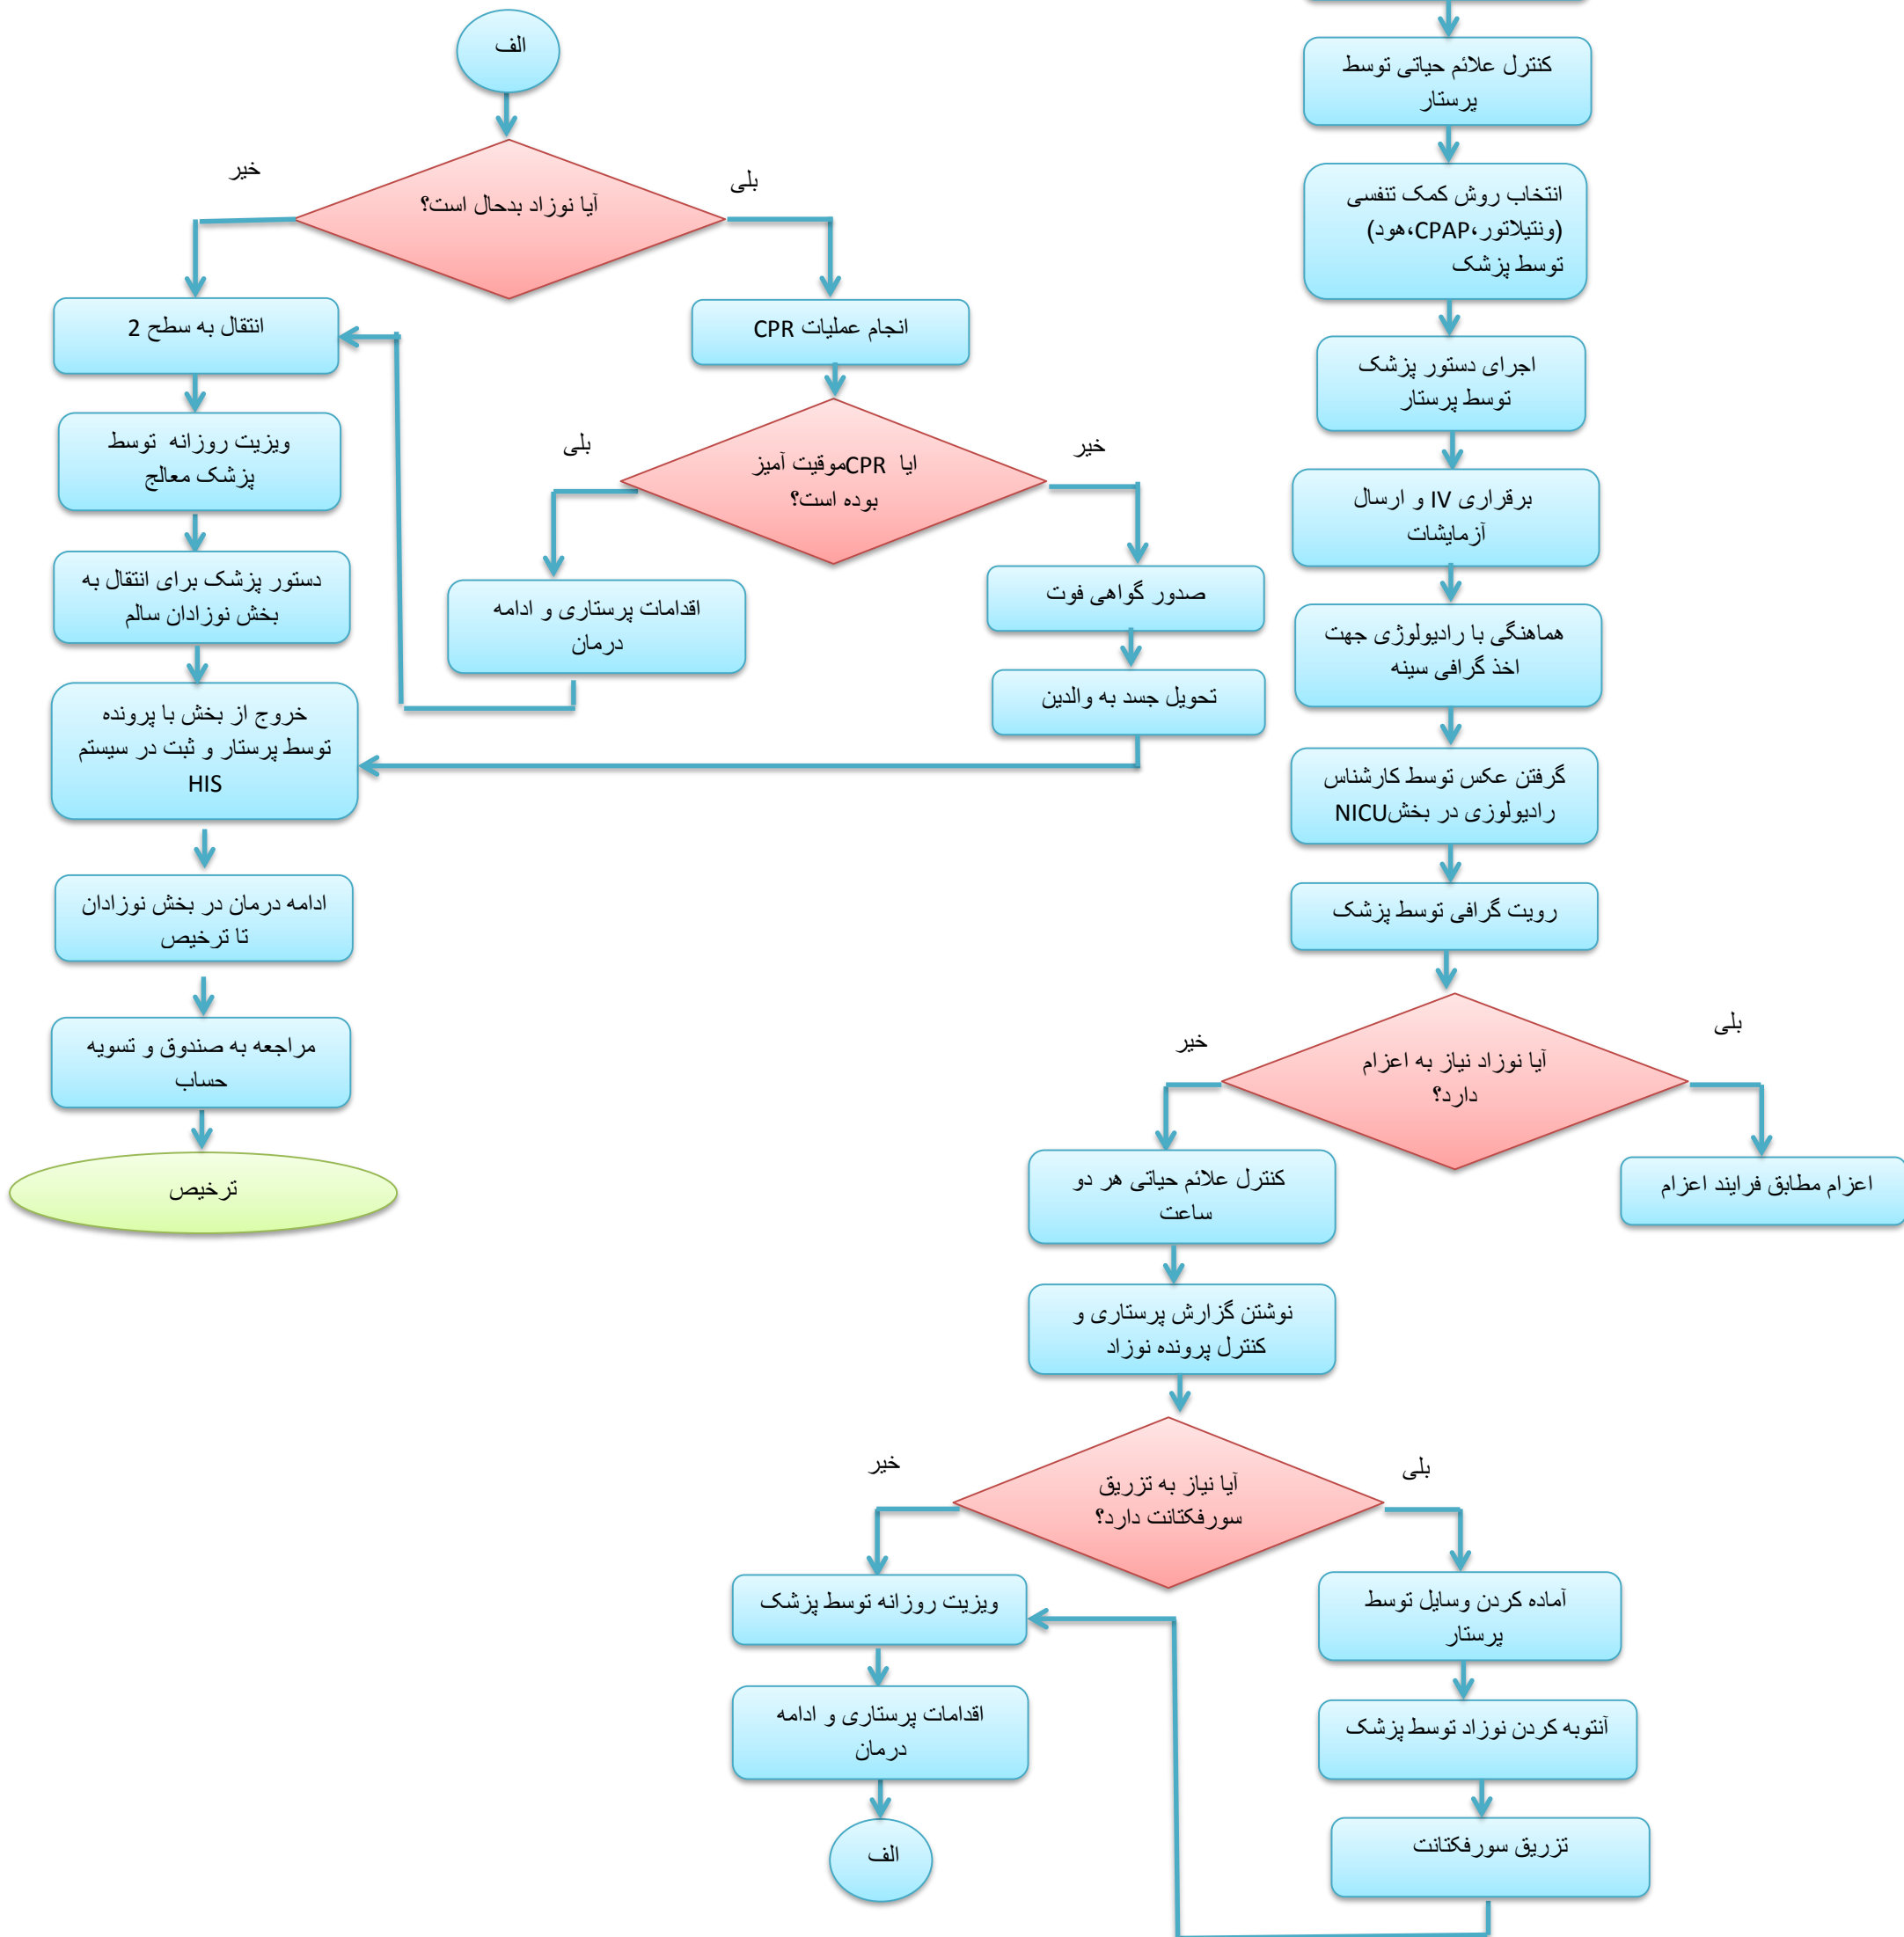 کنترل علائم حیاتی توسط
پرستار
انتخاب روش کمک تنفسی
(ونتیلاتور،CPAP،هود)
توسط پزشک
اجرای دستور پزشک
توسط پرستار
برقراری IV و ارسال
آزمایشات
هماهنگی با رادیولوژی جهت
اخذ گرافی سینه
گرفتن عکس توسط کارشناس
رادیولوزی در بخشNICU
رویت گرافی توسط پزشک
آیا نوزاد نیاز به اعزام
دارد؟
بلی
خیر
اعزام مطابق فرایند اعزام
کنترل علائم حیاتی هر دو
ساعت
نوشتن گزارش پرستاری و
کنترل پرونده نوزاد
آیا نیاز به تزریق
سورفکتانت دارد؟
بلی
خیر
آماده کردن وسایل توسط
پرستار
آنتوبه کردن نوزاد توسط پزشک
تزریق سورفکتانت
ویزیت روزانه توسط پزشک
اقدامات پرستاری و ادامه
درمان
الف
الف
آیا نوزاد بدحال است؟
بلی
خیر
انجام عملیات CPR
ایا CPRموقیت آمیز
بوده است؟
خیر
بلی
صدور گواهی فوت
تحویل جسد به والدین
اقدامات پرستاری و ادامه
درمان
انتقال به سطح 2
ویزیت روزانه توسط
پزشک معالج
دستور پزشک برای انتقال به
بخش نوزادان سالم
خروج از بخش با پرونده
توسط پرستار و ثبت در سیستم
HIS
ادامه درمان در بخش نوزادان
تا ترخیص
مراجعه به صندوق و تسویه
حساب
ترخیص